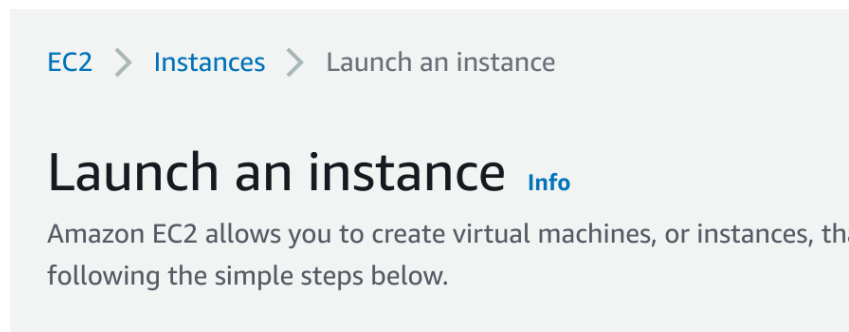 EC2 > Instances > Launch an instance
Launch an instance Info
Amazon EC2 allows you to create virtual machines, or instances,
following the simple steps below.